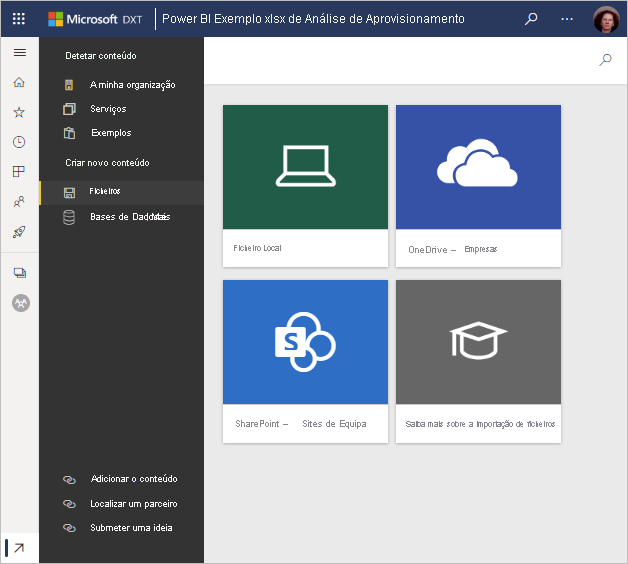 Microsoft DXT
Power BI Exemplo xlsx de Análise de Aprovisionamento
Detetar conteúdo
A minha organização
Serviços
Exemplos
Criar novo conteúdo
Ficheiros
Bases de Dados
Ficheiro Local
OneDrive – Empresas
S
SharePoint – Sites de Equipa
Saiba mais sobre a importação de ficheiros
Adicionar o conteúdo
Localizar um parceiro
Submeter uma ideia